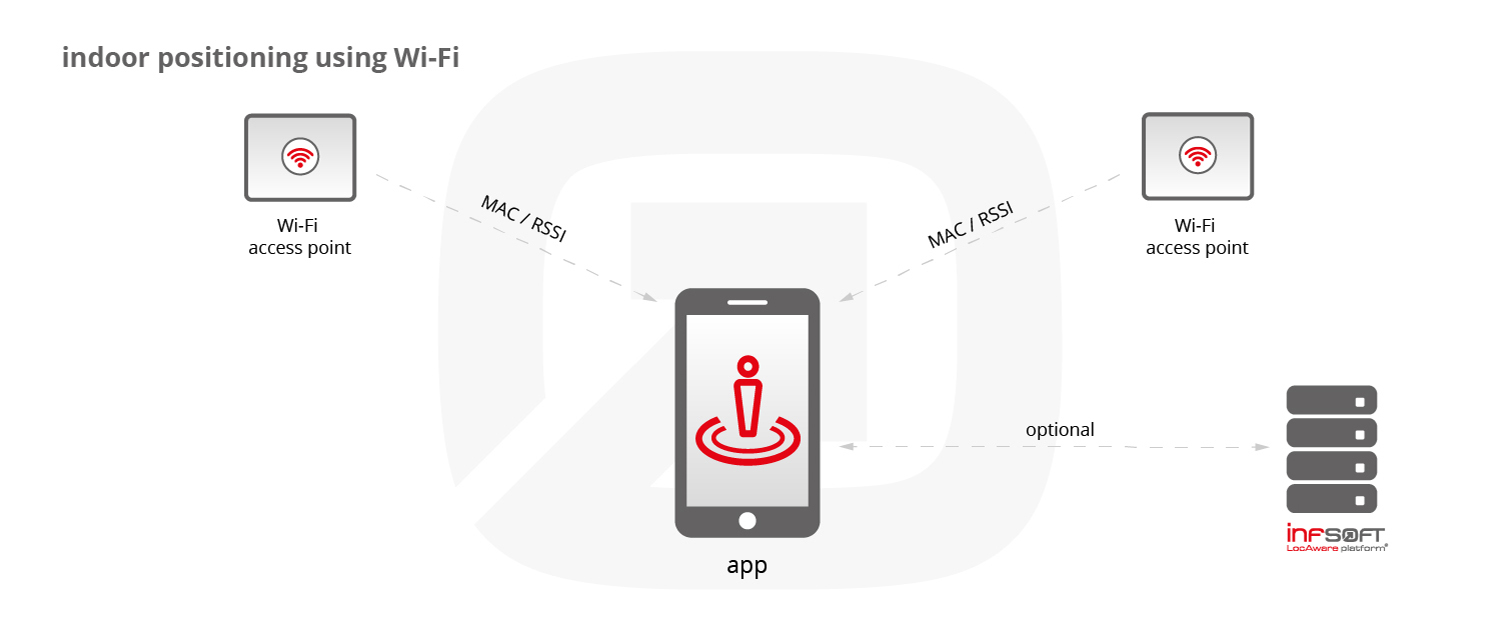 indoor positioning using Wi-Fi
Wi-Fi
access point
MAC / RSSI
MAC / RSSI
Wi-Fi
access point
optional
infsoft
LocAware platform®
app